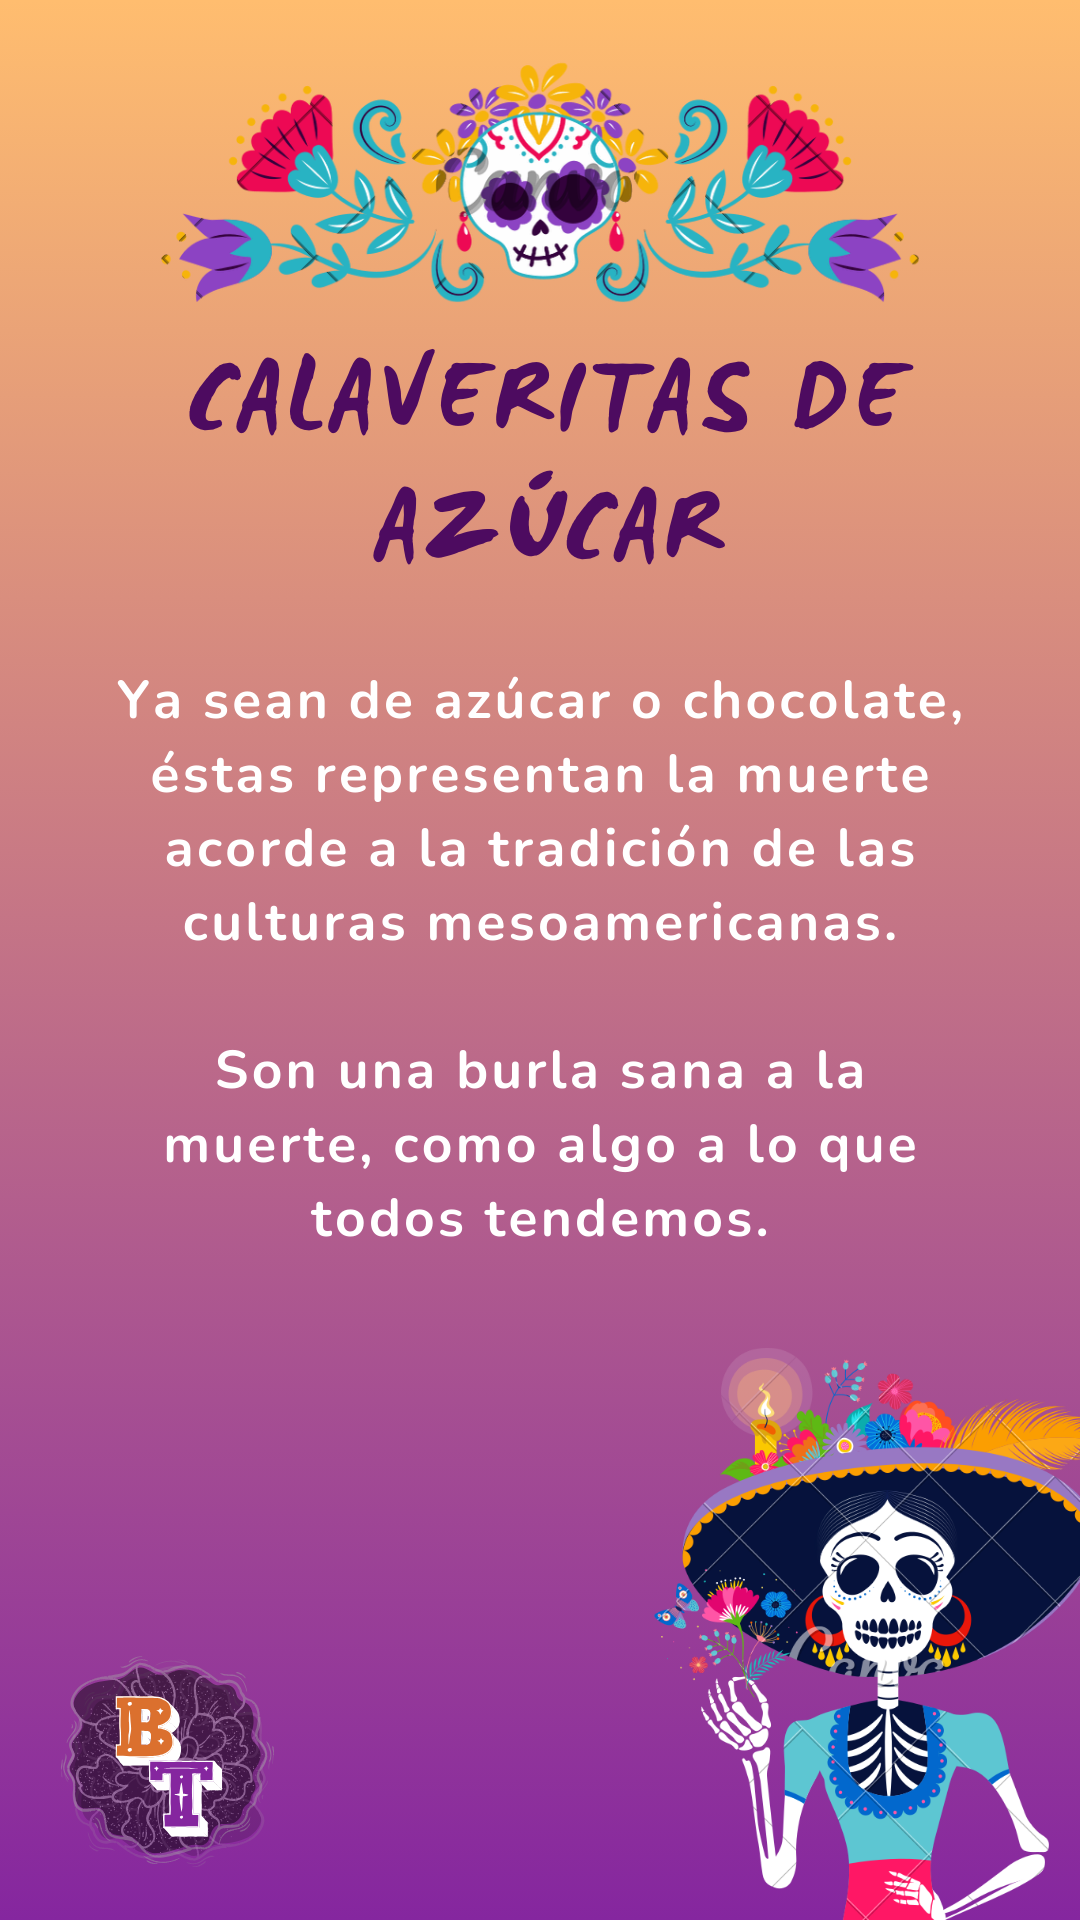 CALAVERITAS DE
AZÚCAR
Ya sean de azúcar o chocolate,
éstas representan la muerte
acorde a la tradición de las
culturas mesoamericanas.
Son una burla sana a la
muerte, como algo a lo que
todos tendemos.
B
T
Canva